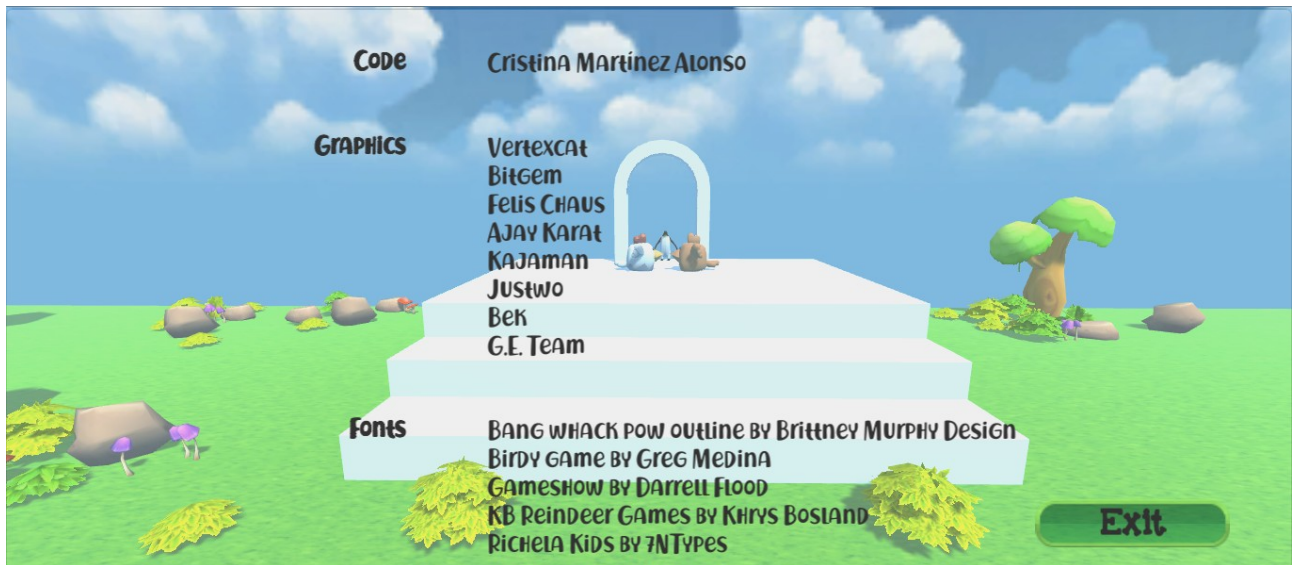 Code Cristina Martínez Alonso
Graphics Vertexcat
Bitgem
Felis Chaus
Ajay Karat
Kajaman
Justwo
Bek
G.E. Team
Fonts Bang whack pow outline by Brittney Murphy Design
Birdy game by Greg Medina
Gameshow by Darrell Flood
KB Reindeer Games by Khrys Bosland
Richela Kids by 7NTypes
Exit